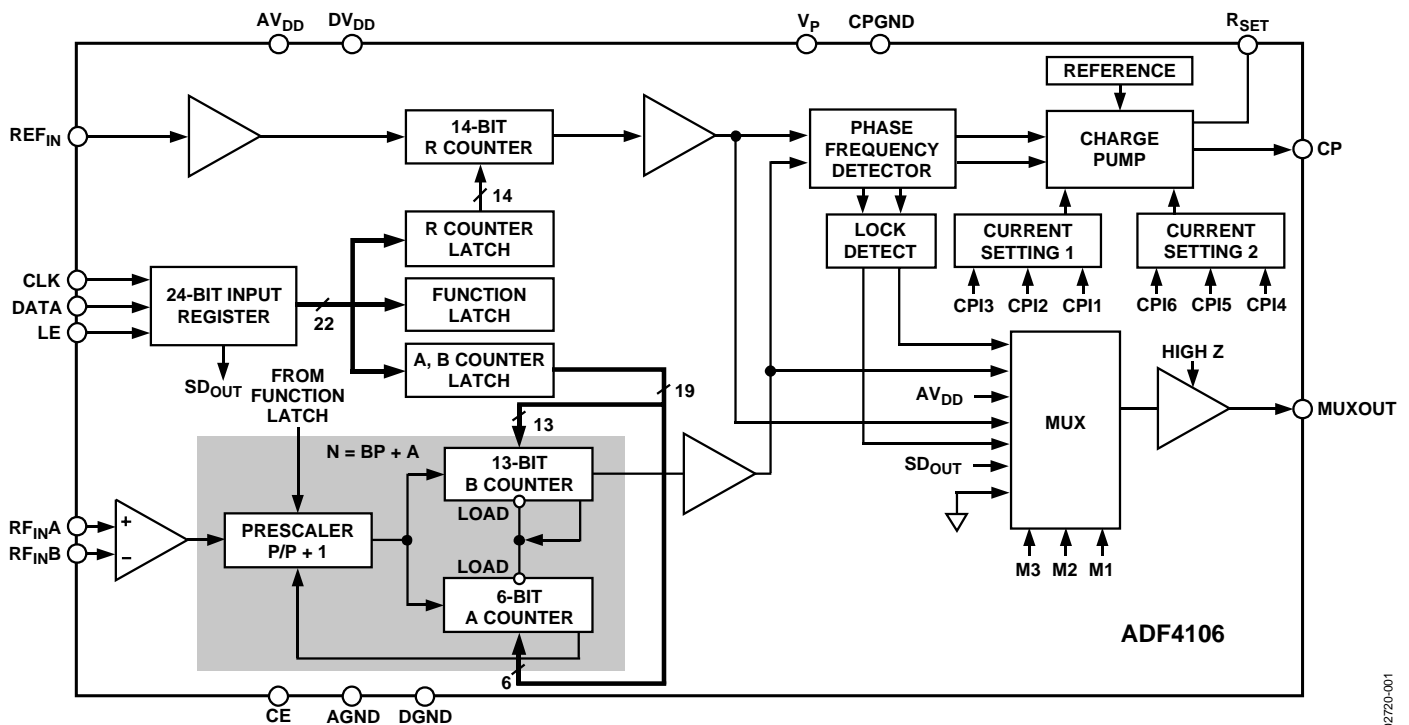 AVDD
DVDD
VP
CPGND
RSET
REFERENCE
REFIN
14-BIT
R COUNTER
PHASE
FREQUENCY
DETECTOR
CHARGE
PUMP
CP
14
R COUNTER
LATCH
LOCK
DETECT
CURRENT
SETTING 1
CURRENT
SETTING 2
CLK
DATA
LE
24-BIT INPUT
REGISTER
22
FUNCTION
LATCH
CPI3
CPI2
CPI1
CPI6
CPI5
CPI4
SDOUT
A, B COUNTER
LATCH
19
FROM
FUNCTION
LATCH
13
HIGH Z
AVDD
MUX
MUXOUT
N = BP + A
13-BIT
B COUNTER
SDOUT
LOAD
RFINA
RFINB
+
–
PRESCALER
P/P + 1
LOAD
6-BIT
A COUNTER
M3
M2
M1
6
ADF4106
CE
AGND
DGND
02720-001